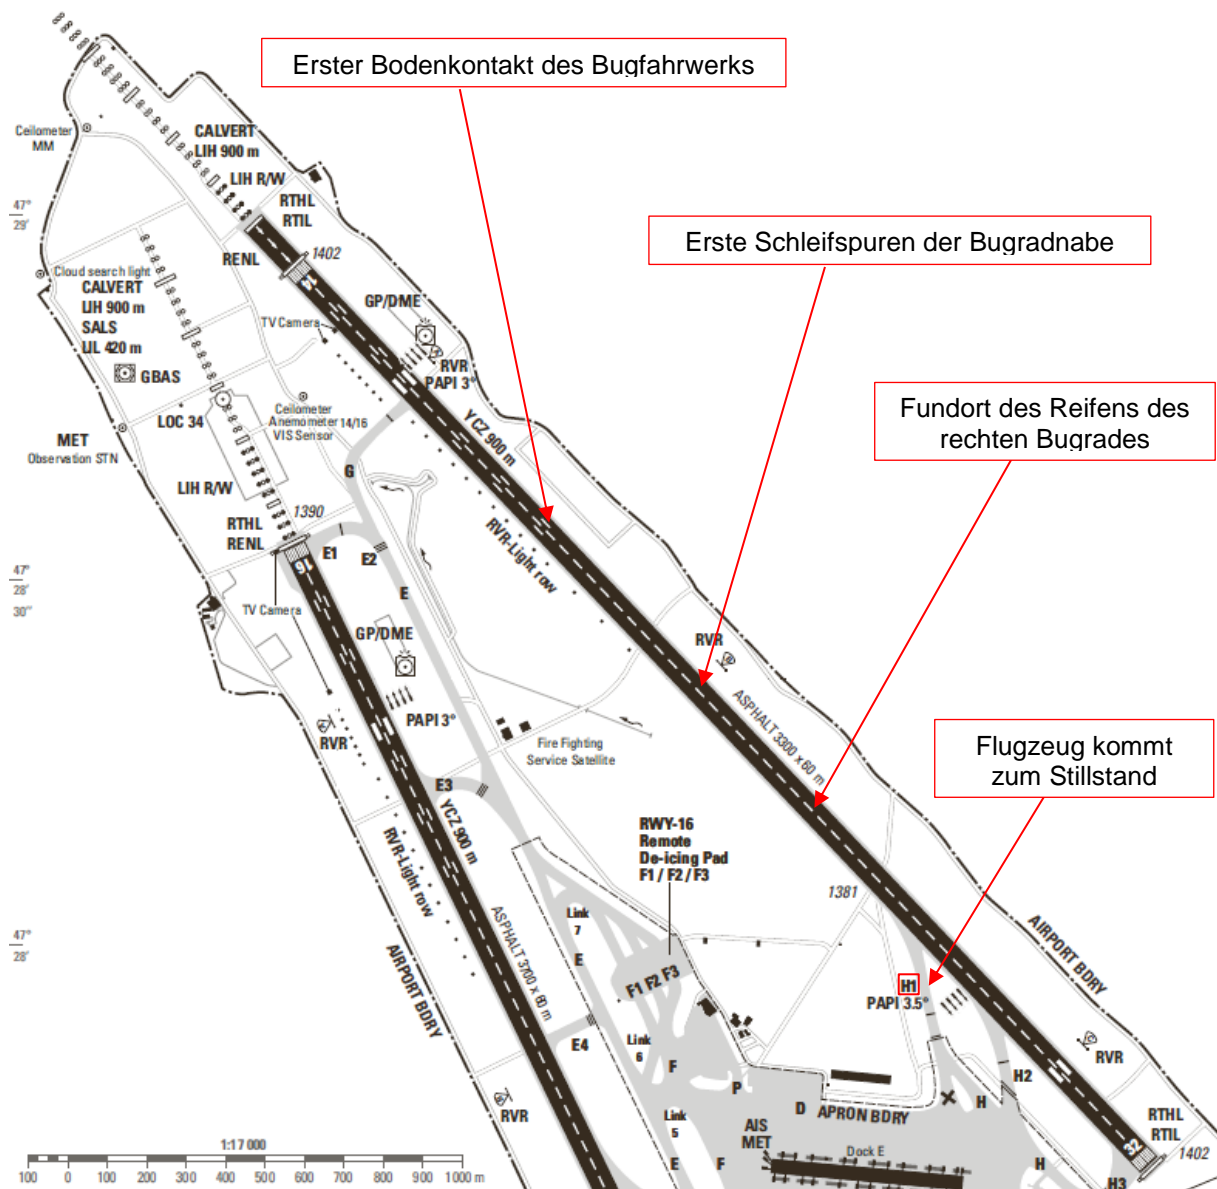 Erster Bodenkontakt des Bugfahrwerks
Ceilometer
MM
CALVERT
LIH 900 m
LIH R/W
RTHL
RTIL
47°
29'
1402
RENL
14
Erste Schleifspuren der Bugradnabe
Cloud search light
CALVERT
LIH 900 m
SALS
LIL 420 m
GBAS
TV Camera
GP/DME
RVR
PAPI 3°
Fundort des Reifens des
rechten Bugrades
LOC 34
Ceilometer
Anemometer 14/16
VIS Sensor
YCZ 900 m
MET
Observation STN
G
LIH R/W
1390
RTHL
RENL
E1
E2
16
RVR-Light row
47°
28'
30"
E
TV Camera
GP/DME
RVR
PAPI 3°
RVR
ASPHALT 3300 x 60 m
Fire Fighting
Service Satellite
Flugzeug kommt
zum Stillstand
E3
YCZ 900 m
RWY-16
Remote
De-icing Pad
F1 / F2 / F3
RVR-Light row
1381
Link
7
47°
28'
ASPHALT 3700 x 60 m
AIRPORT BDRY
AIRPORT BDRY
E
F1 F2 F3
H1
PAPI 3.5°
E4
Link
6
F
P
RVR
H2
RVR
D
APRON BDRY
H
Link
5
AIS
MET
RTHL
RTIL
1:17 000
Dock E
32
1402
E
F
H
H3
100 0 100 200 300 400 500 600 700 800 900 1000 m